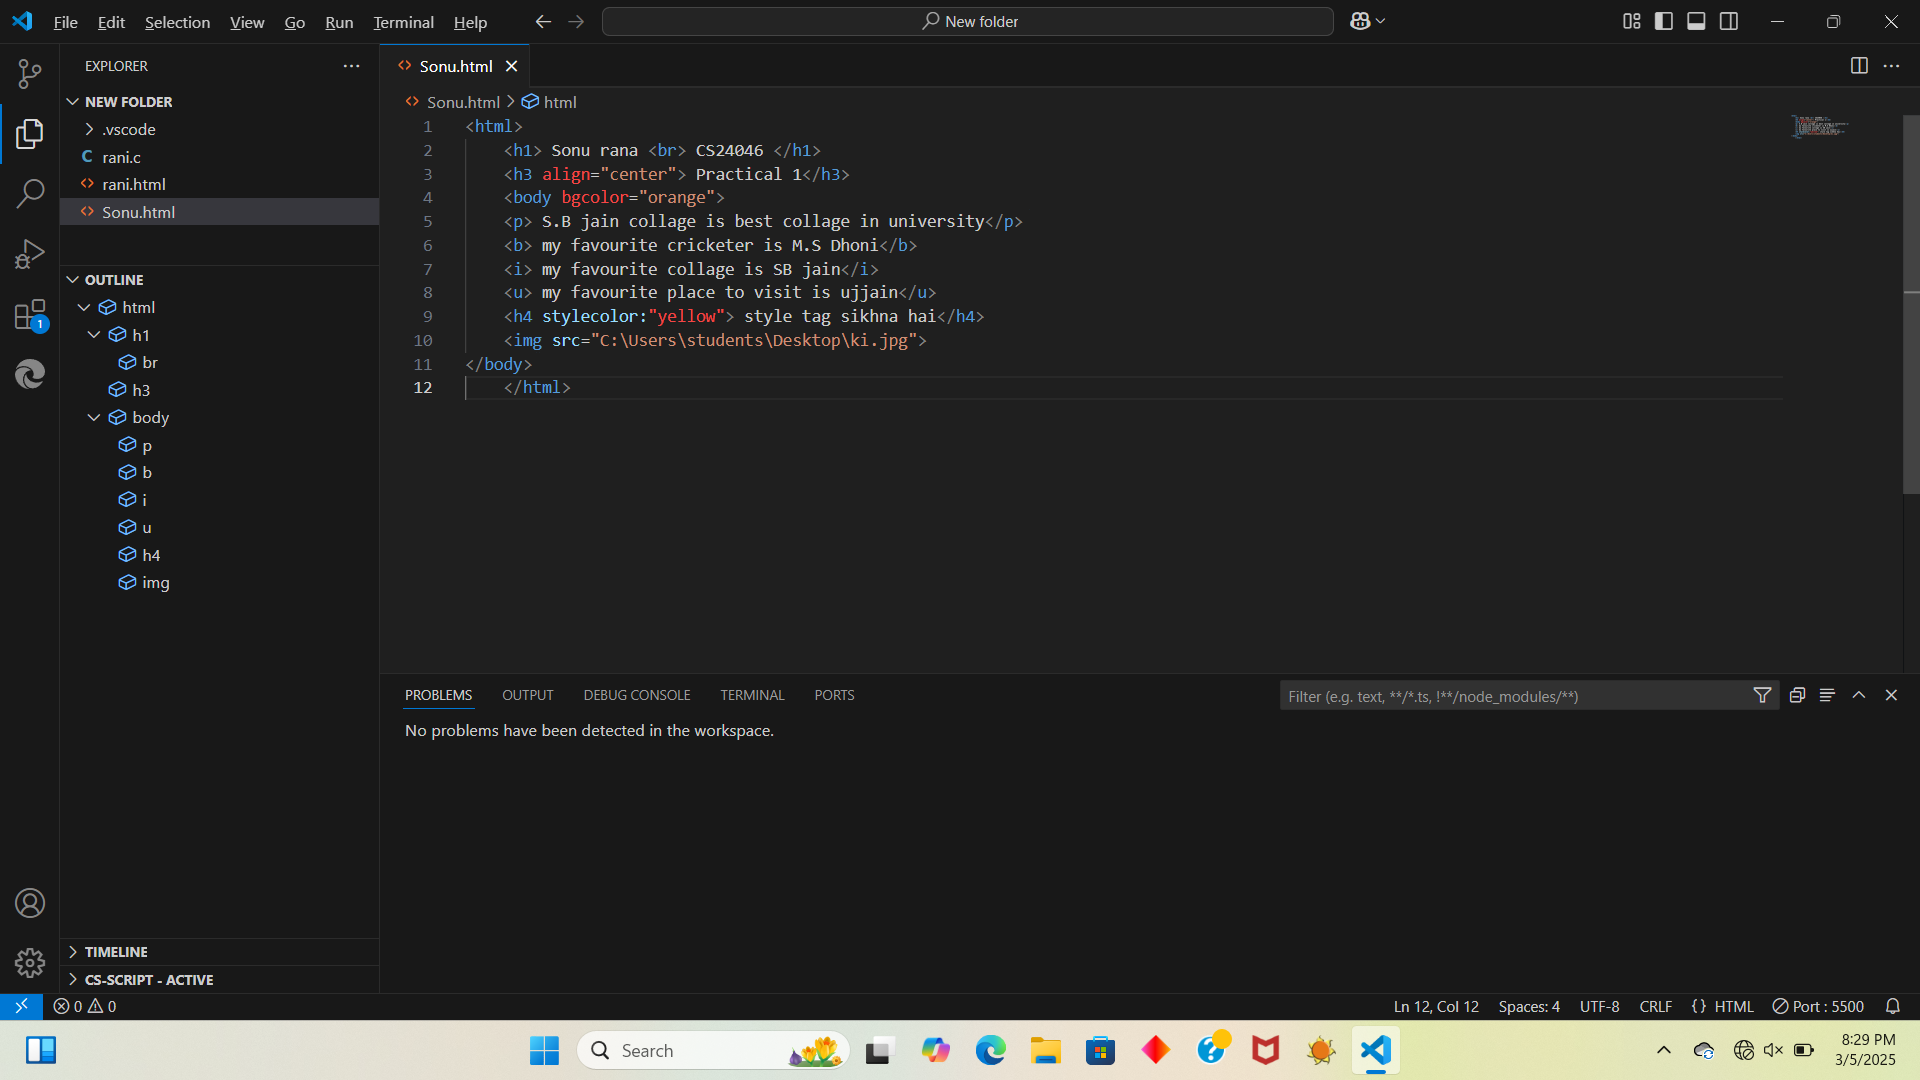 File Edit Selection View Go Run Terminal Help
New folder
EXPLORER
NEW FOLDER
.vscode
C rani.c
rani.html
Sonu.html
OUTLINE
html
h1
br
h3
body
p
b
i
u
h4
img
TIMELINE
CS-SCRIPT - ACTIVE
1
Sonu.html
Sonu.html > html
1 <html>
2 <h1> Sonu rana <br> CS24046 </h1>
3 <h3 align="center"> Practical 1</h3>
4 <body bgcolor="orange">
5 <p> S.B jain collage is best collage in university</p>
6 <b> my favourite cricketer is M.S Dhoni</b>
7 <i> my favourite collage is SB jain</i>
8 <u> my favourite place to visit is ujjain</u>
9 <h4 stylecolor:"yellow"> style tag sikhna hai</h4>
10 <img src="C:\Users\students\Desktop\ki.jpg">
11 </body>
12 </html>
PROBLEMS OUTPUT DEBUG CONSOLE TERMINAL PORTS
Filter (e.g. text, **/*.ts, !**/node_modules/**)
No problems have been detected in the workspace.
0 0
Ln 12, Col 12 Spaces: 4 UTF-8 CRLF {} HTML Port : 5500
Search
8:29 PM
3/5/2025